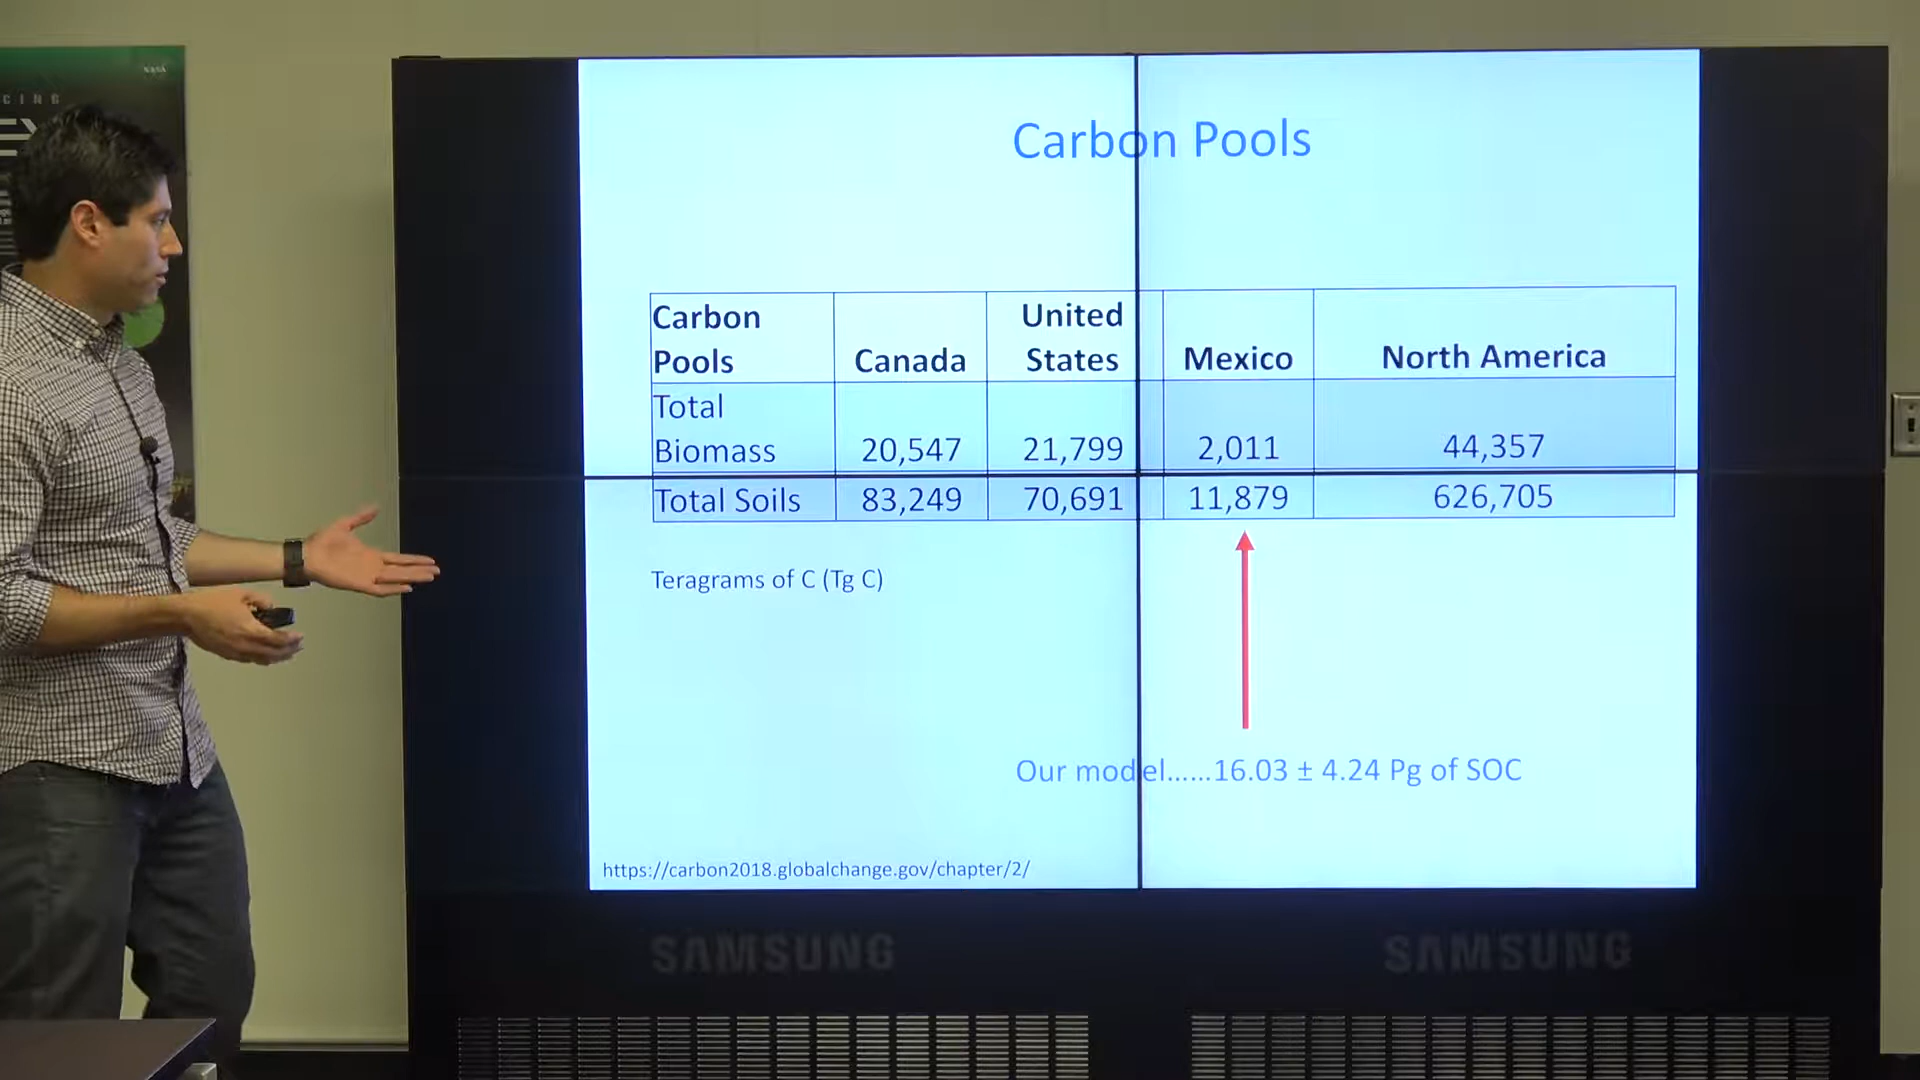 NASA
CING
Carbon Pools
Carbon Pools
Canada
United States
Mexico
North America
Total Biomass
20,547
21,799
2,011
44,357
Total Soils
83,249
70,691
11,879
626,705
Teragrams of C (Tg C)
Our model......16.03 ± 4.24 Pg of SOC
https://carbon2018.globalchange.gov/chapter/2/
SAMSUNG
SAMSUNG